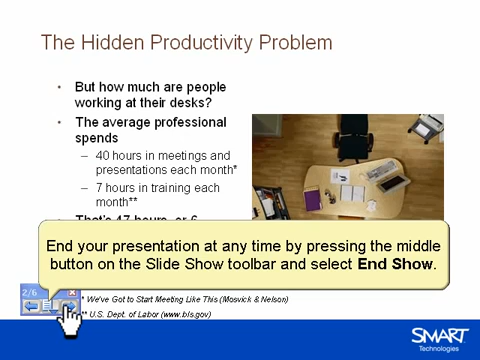 The Hidden Productivity Problem
• But how much are people
working at their desks?
• The average professional
spends
– 40 hours in meetings and
presentations each month*
– 7 hours in training each
month**
• That's 47 hours, or 6
End your presentation at any time by pressing the middle
button on the Slide Show toolbar and select End Show.
2/6
* We've Got to Start Meeting Like This (Mosvick & Nelson)
** U.S. Dept. of Labor (www.bls.gov)
SMART
Technologies